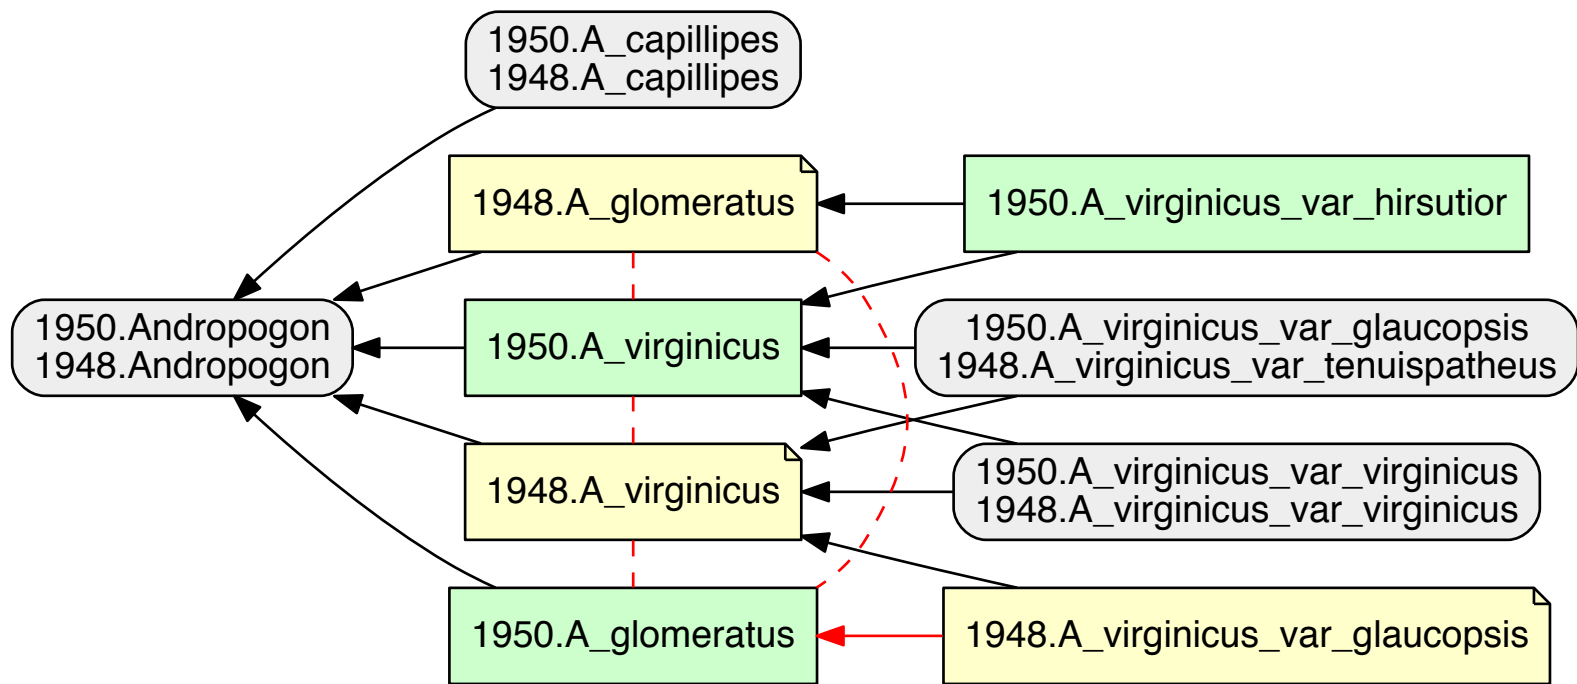 1950.A_capillipes
1948.A_capillipes
1948.A_glomeratus
1950.A_virginicus_var_hirsutior
1950.Andropogon
1948.Andropogon
1950.A_virginicus
1950.A_virginicus_var_glaucopsis
1948.A_virginicus_var_tenuispatheus
1948.A_virginicus
1950.A_virginicus_var_virginicus
1948.A_virginicus_var_virginicus
1950.A_glomeratus
1948.A_virginicus_var_glaucopsis